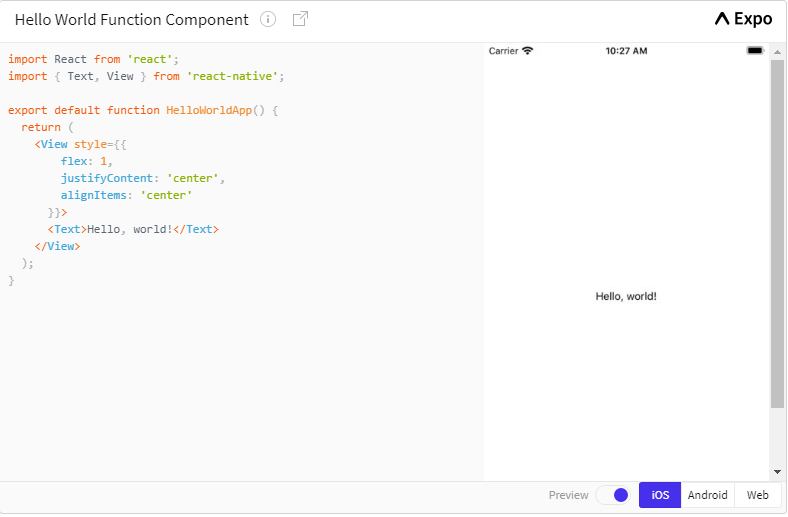 Hello World Function Component
Expo
import React from 'react';
import { Text, View } from 'react-native';

export default function HelloWorldApp() {
  return (
    <View style={{
        flex: 1,
        justifyContent: 'center',
        alignItems: 'center'
      }}>
      <Text>Hello, world!</Text>
    </View>
  );
}
Carrier 10:27 AM
Hello, world!
Preview iOS Android Web